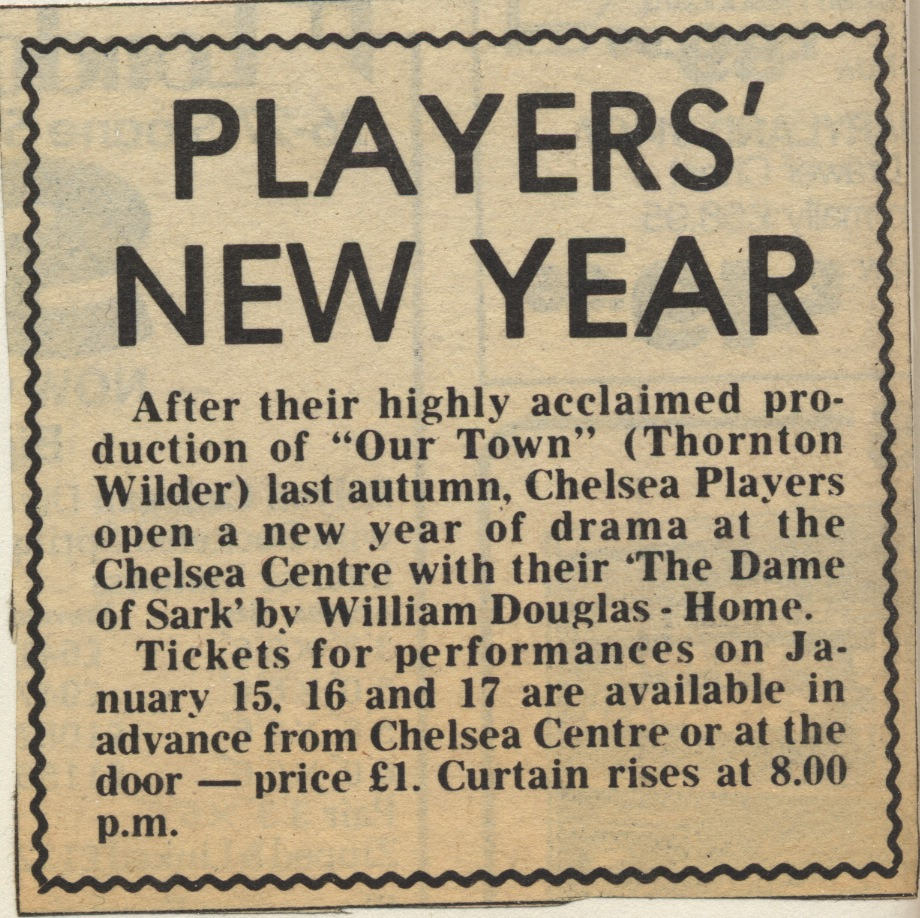 PLAYERS'
NEW YEAR
After their highly acclaimed pro-
duction of “Our Town” (Thornton
Wilder) last autumn, Chelsea Players
open a new year of drama at the
Chelsea Centre with their ‘The Dame
of Sark’ by William Douglas - Home.
Tickets for performances on Ja-
nuary 15, 16 and 17 are available in
advance from Chelsea Centre or at the
door — price £1. Curtain rises at 8.00
p.m.